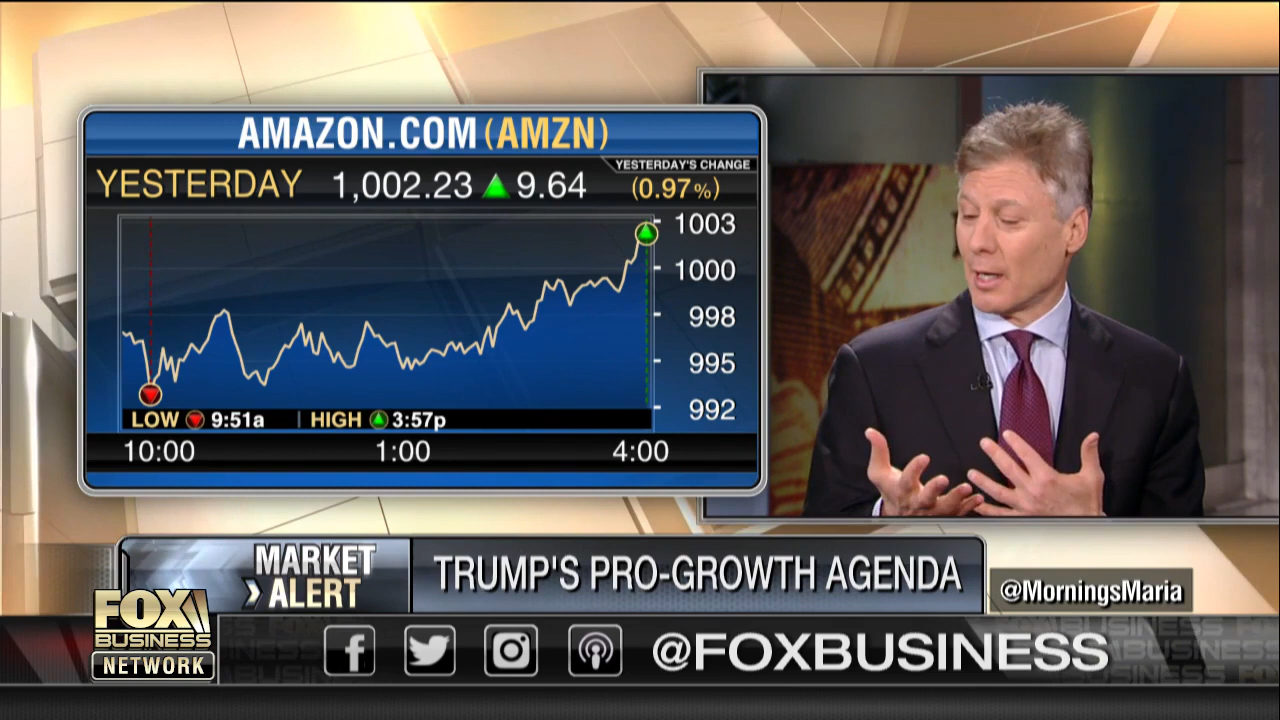 AMAZON.COM (AMZN)
YESTERDAY'S CHANGE
YESTERDAY 1,002.23 9.64 (0.97%)
1003
1000
998
995
992
LOW 9:51a | HIGH 3:57p
10:00 1:00 4:00
MARKET
ALERT
TRUMP'S PRO-GROWTH AGENDA
@MorningsMaria
FOX
BUSINESS
NETWORK
@FOXBUSINESS